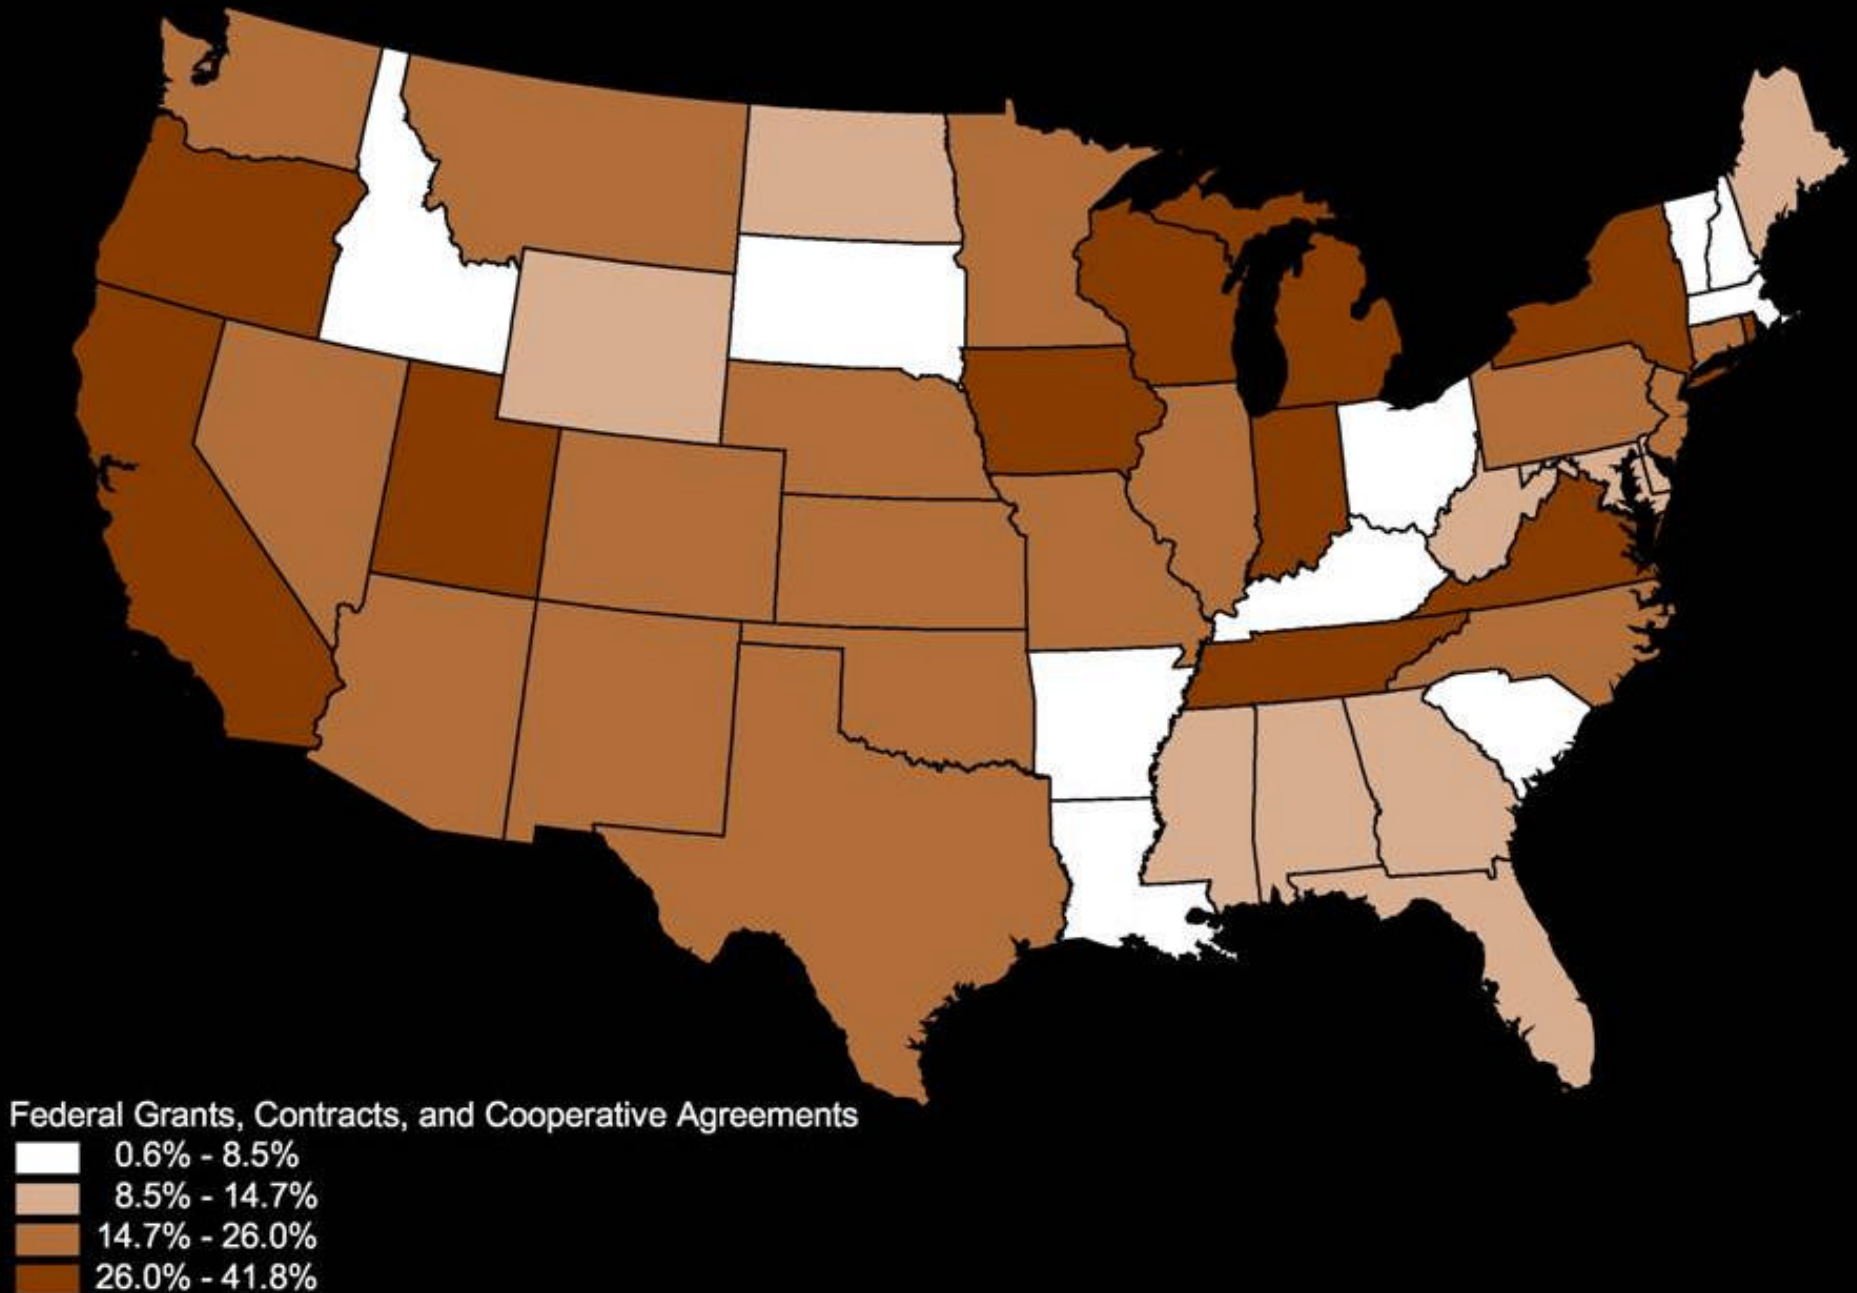 Federal Grants, Contracts, and Cooperative Agreements
0.6% - 8.5%
8.5% - 14.7%
14.7% - 26.0%
26.0% - 41.8%